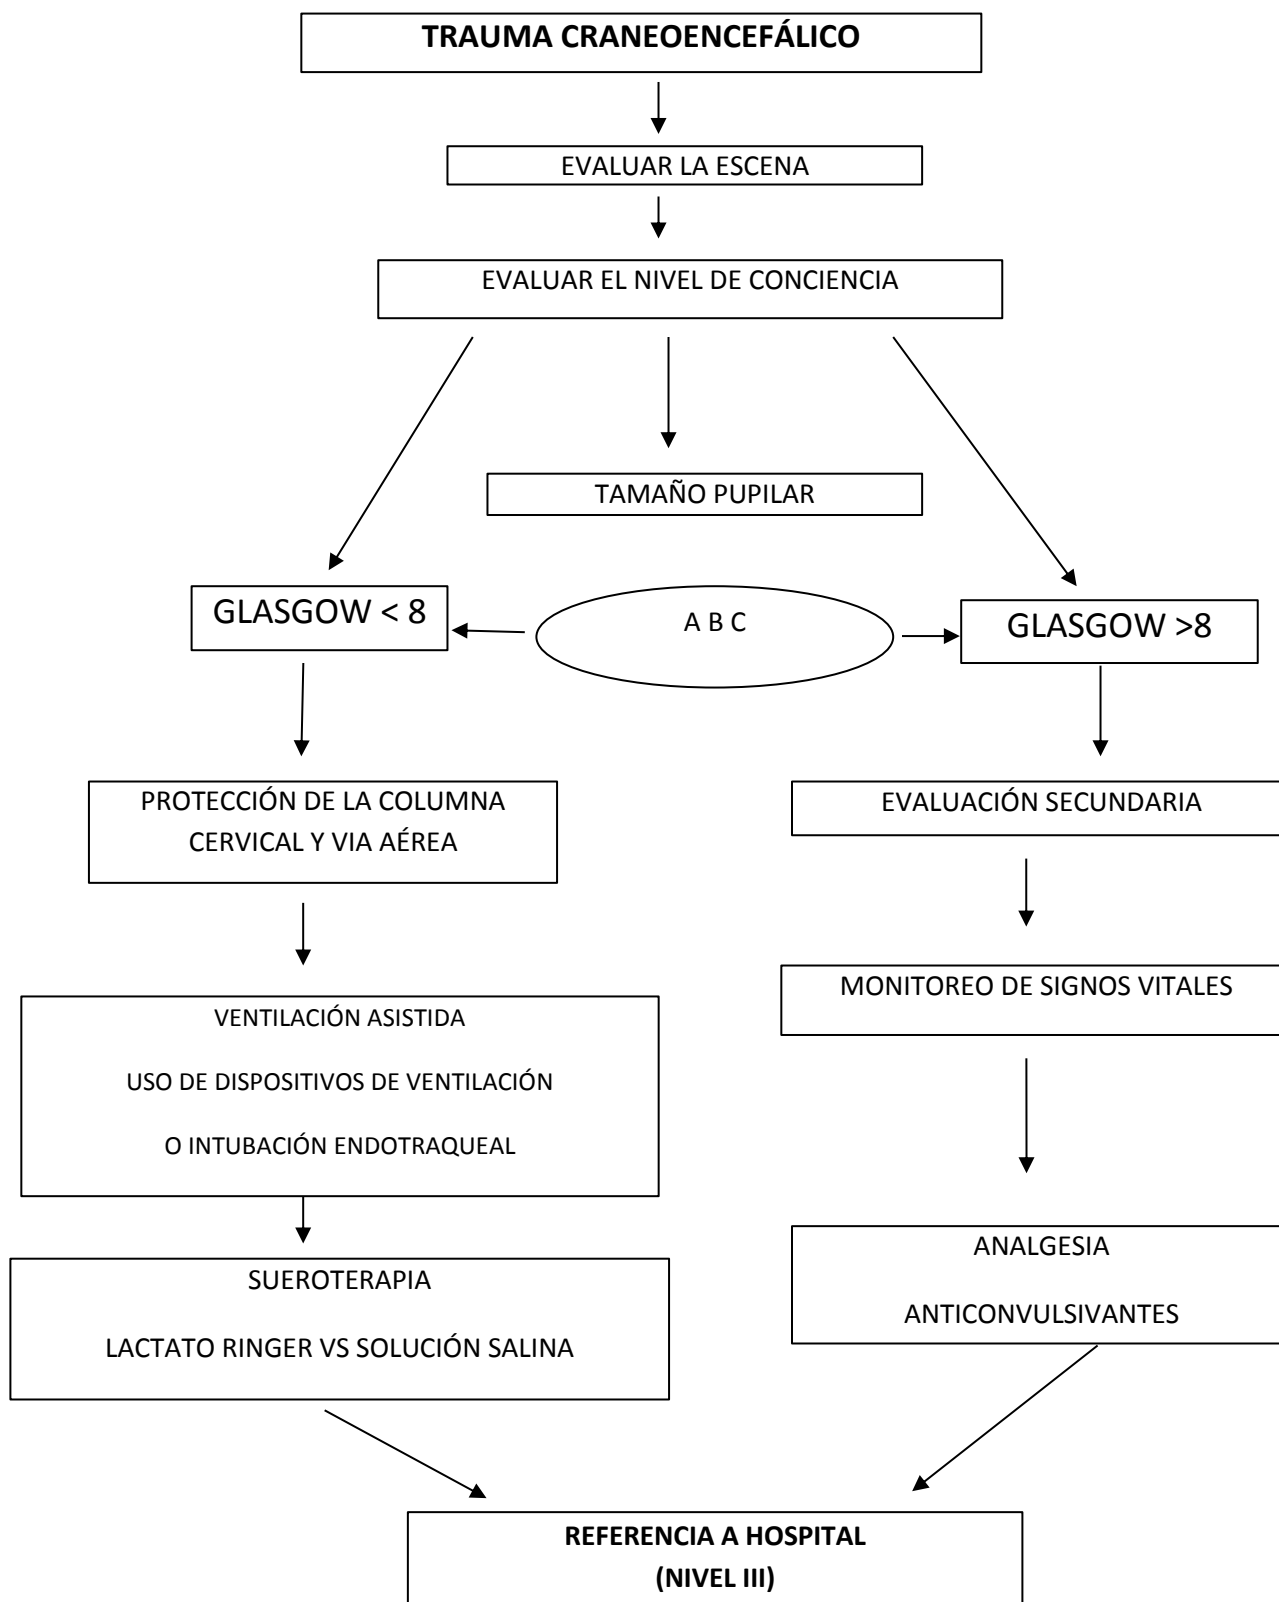 TRAUMA CRANEOENCEFÁLICO
EVALUAR LA ESCENA
EVALUAR EL NIVEL DE CONCIENCIA
TAMAÑO PUPILAR
GLASGOW < 8
A B C
GLASGOW >8
PROTECCIÓN DE LA COLUMNA
CERVICAL Y VIA AÉREA
EVALUACIÓN SECUNDARIA
MONITOREO DE SIGNOS VITALES
VENTILACIÓN ASISTIDA
USO DE DISPOSITIVOS DE VENTILACIÓN
O INTUBACIÓN ENDOTRAQUEAL
ANALGESIA
ANTICONVULSIVANTES
SUEROTERAPIA
LACTATO RINGER VS SOLUCIÓN SALINA
REFERENCIA A HOSPITAL
(NIVEL III)